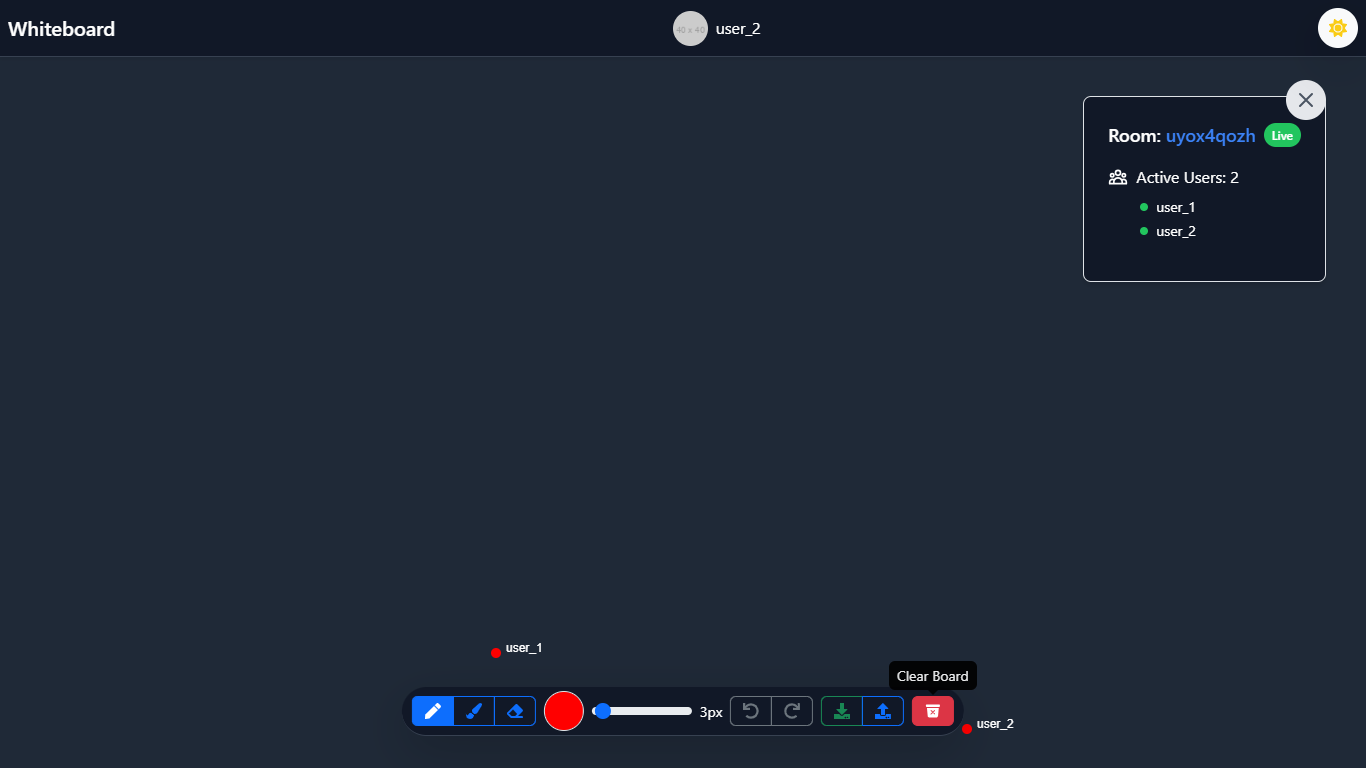 Whiteboard
40 x 40
user_2
Room: uyox4qozh Live
Active Users: 2
user_1
user_2
user_1
Clear Board
3px
user_2